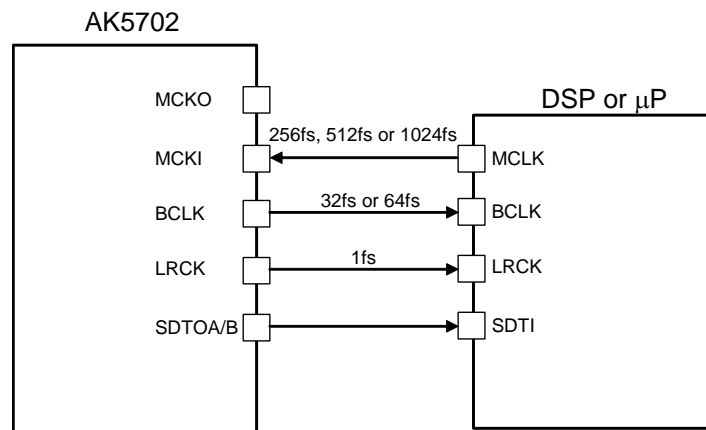 AK5702
DSP or μP
MCKO
256fs, 512fs or 1024fs
MCKI
MCLK
32fs or 64fs
BCLK
BCLK
1fs
LRCK
LRCK
SDTOA/B
SDTI